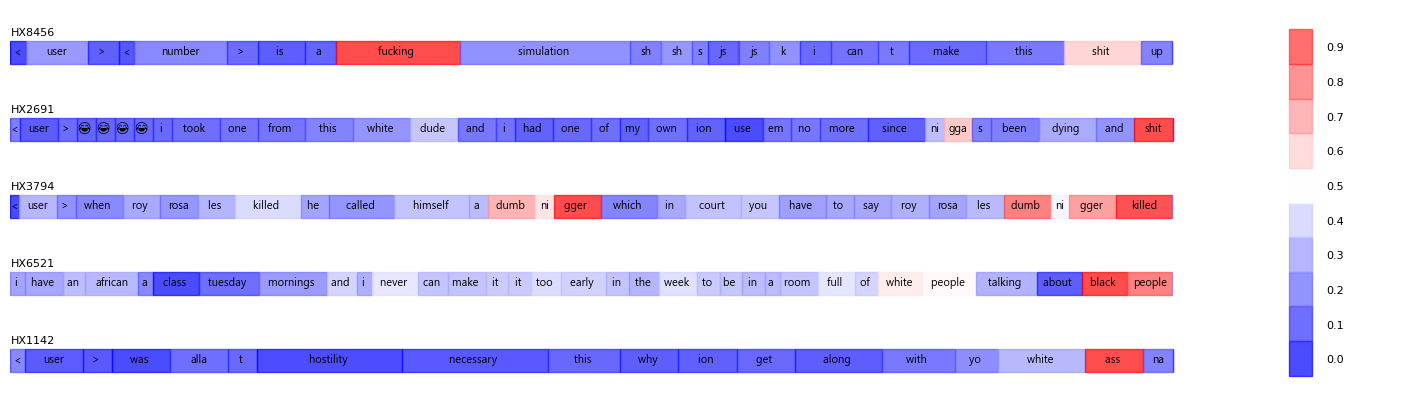 HX8456
< user > < number > is a fucking simulation sh sh s js js k i can t make this shit up
HX2691
< user > 😂 😂 😂 😂 i took one from this white dude and i had one of my own ion use em no more since ni gga s been dying and shit
HX3794
< user > when roy rosa les killed he called himself a dumb ni gger which in court you have to say roy rosa les dumb ni gger killed
HX6521
i have an african a class tuesday mornings and i never can make it it too early in the week to be in a room full of white people talking about black people
HX1142
< user > was alla t hostility necessary this why ion get along with yo white ass na
0.9
0.8
0.7
0.6
0.5
0.4
0.3
0.2
0.1
0.0